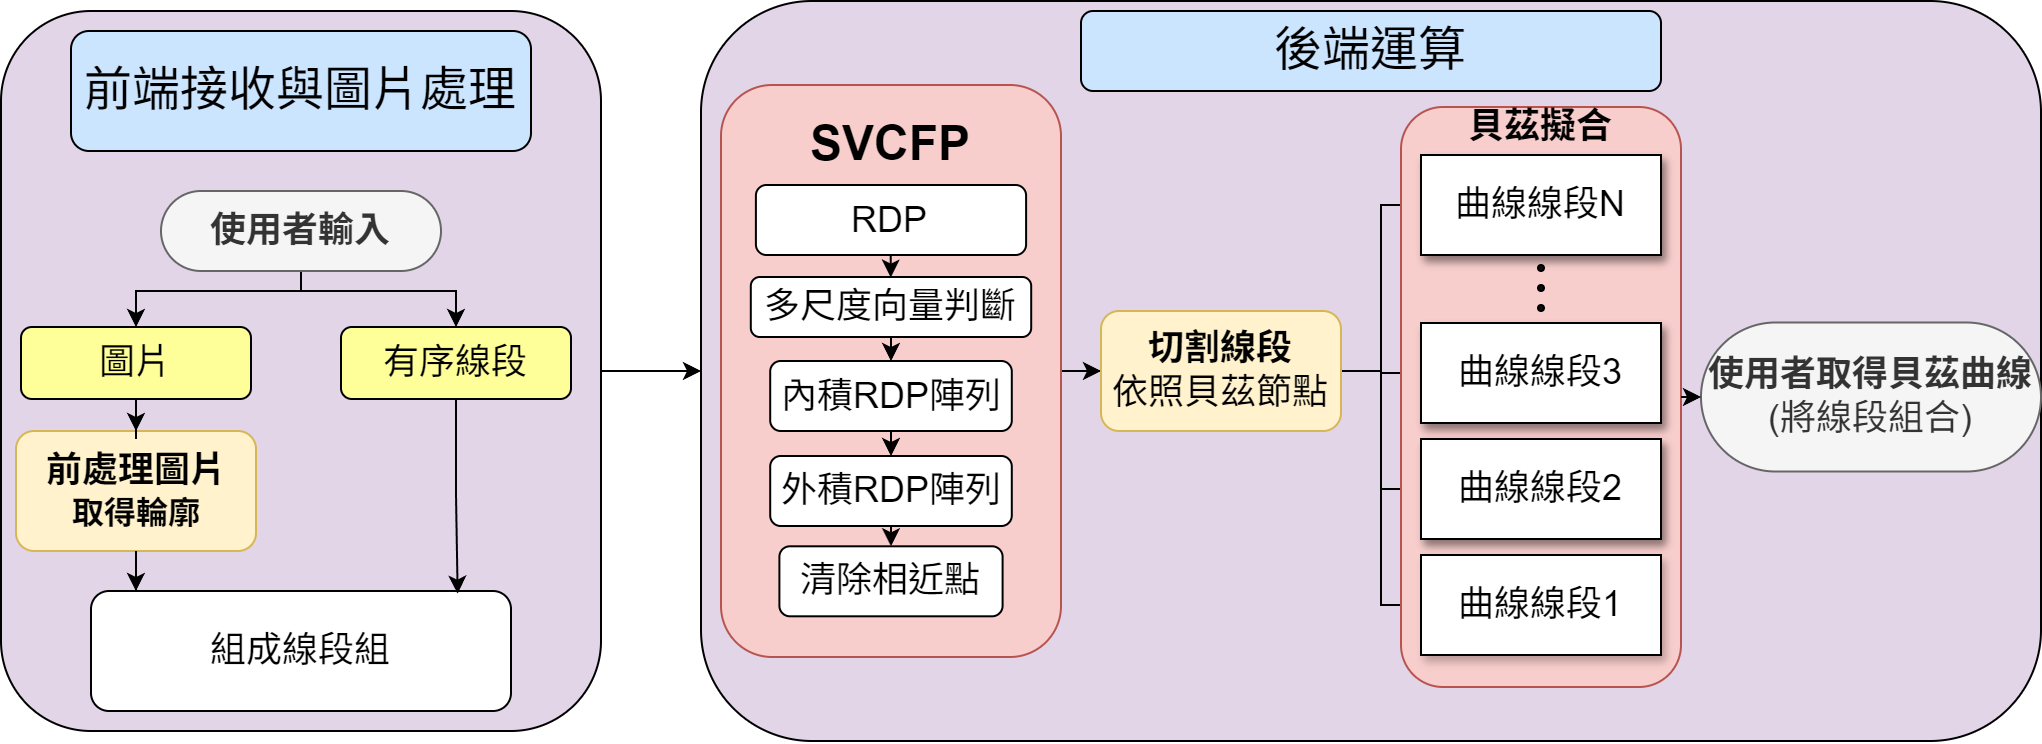 前端接收與圖片處理
使用者輸入
圖片
有序線段
前處理圖片
取得輪廓
組成線段組
後端運算
SVCFP
RDP
多尺度向量判斷
內積RDP陣列
外積RDP陣列
清除相近點
切割線段
依照貝茲節點
貝茲擬合
曲線線段N
曲線線段3
曲線線段2
曲線線段1
使用者取得貝茲曲線
(將線段組合)